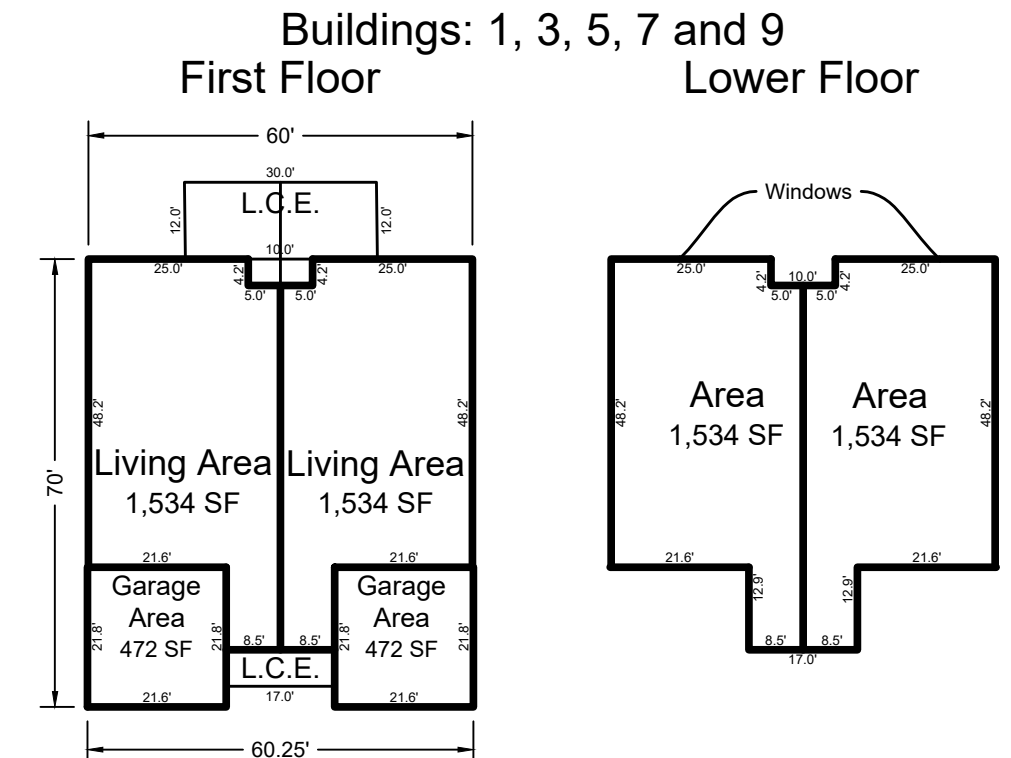 Buildings: 1, 3, 5, 7 and 9
First Floor
Lower Floor
60'
30.0'
L.C.E.
12.0'
12.0'
10.0'
25.0'
4.2'
4.2'
25.0'
5.0'
5.0'
48.2'
48.2'
Living Area
1,534 SF
Living Area
1,534 SF
70'
21.6'
21.6'
Garage
Area
472 SF
Garage
Area
472 SF
21.8'
21.8'
21.8'
21.8'
8.5'
8.5'
L.C.E.
17.0'
21.6'
21.6'
60.25'
Windows
25.0'
4.2'
10.0'
4.2'
25.0'
5.0'
5.0'
48.2'
48.2'
Area
1,534 SF
Area
1,534 SF
21.6'
21.6'
12.9'
12.9'
8.5'
8.5'
17.0'